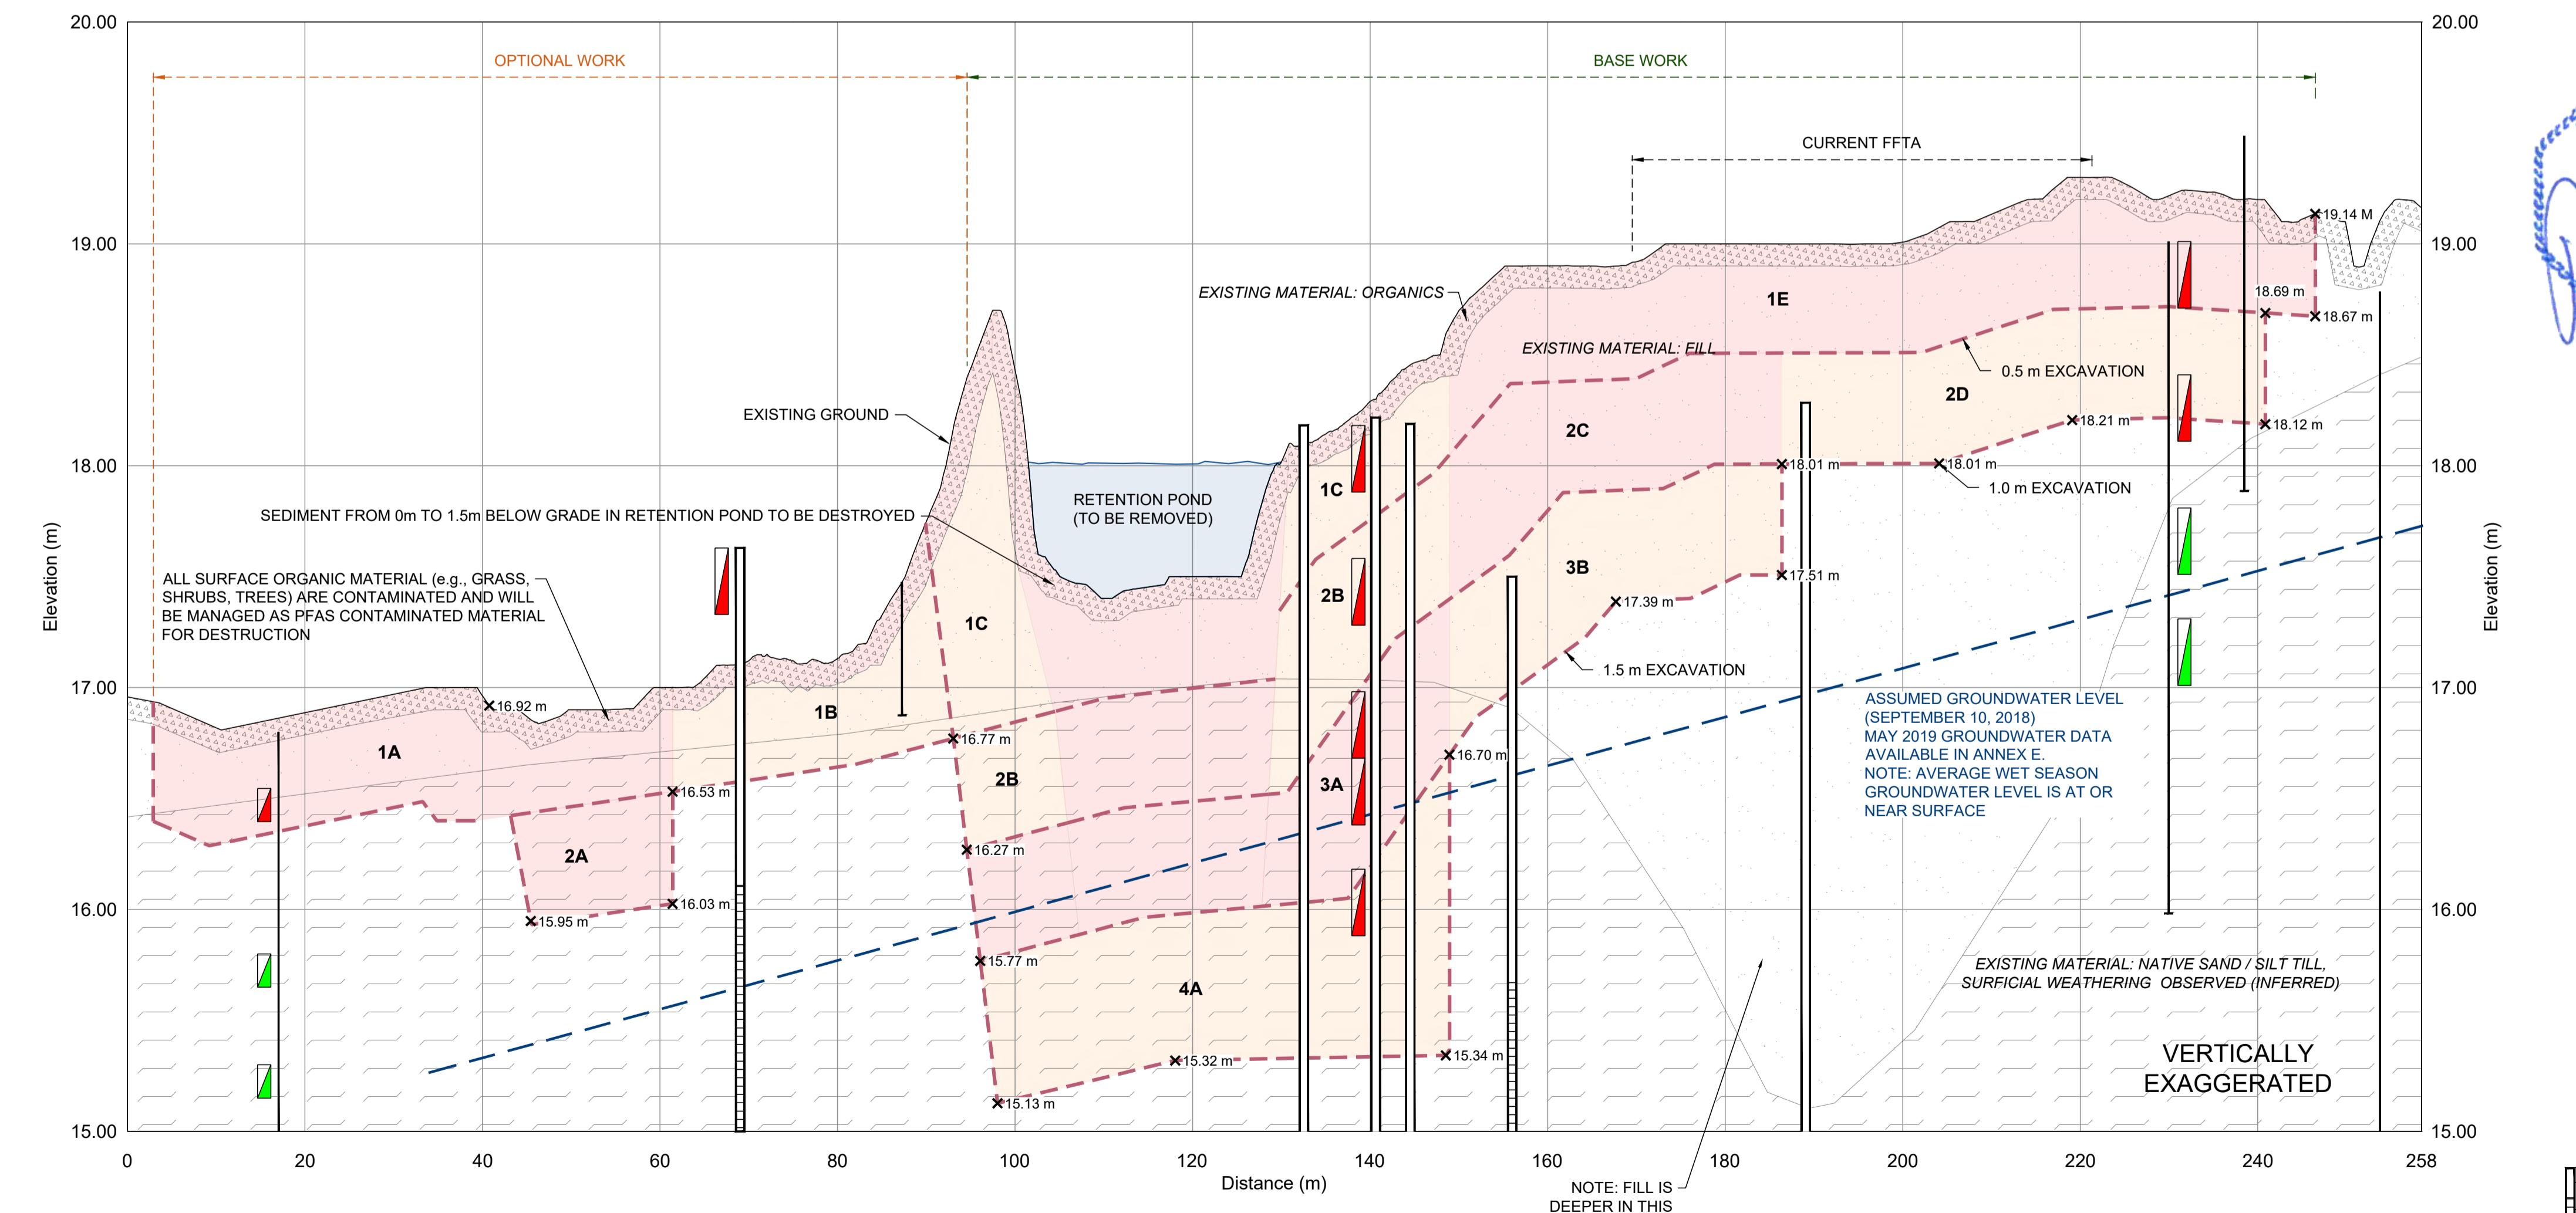 20.00
20.00
OPTIONAL WORK
BASE WORK
CURRENT FFTA
19.14 M
19.00
19.00
EXISTING MATERIAL: ORGANICS
1E
18.69 m
18.67 m
EXISTING MATERIAL: FILL
0.5 m EXCAVATION
2D
EXISTING GROUND
18.21 m
18.12 m
2C
18.00
18.00
18.01 m
18.01 m
1.0 m EXCAVATION
1C
RETENTION POND
(TO BE REMOVED)
SEDIMENT FROM 0m TO 1.5m BELOW GRADE IN RETENTION POND TO BE DESTROYED
Elevation (m)
Elevation (m)
ALL SURFACE ORGANIC MATERIAL (e.g., GRASS,
SHRUBS, TREES) ARE CONTAMINATED AND WILL
BE MANAGED AS PFAS CONTAMINATED MATERIAL
FOR DESTRUCTION
2B
3B
17.51 m
17.39 m
1C
1.5 m EXCAVATION
17.00
17.00
16.92 m
1B
1A
ASSUMED GROUNDWATER LEVEL
(SEPTEMBER 10, 2018)
MAY 2019 GROUNDWATER DATA
AVAILABLE IN ANNEX E.
NOTE: AVERAGE WET SEASON
GROUNDWATER LEVEL IS AT OR
NEAR SURFACE
16.77 m
16.70 m
2B
3A
16.53 m
2A
16.27 m
16.03 m
16.00
16.00
15.95 m
15.77 m
4A
EXISTING MATERIAL: NATIVE SAND / SILT TILL,
SURFICIAL WEATHERING OBSERVED (INFERRED)
15.32 m
15.34 m
VERTICALLY
EXAGGERATED
15.13 m
15.00
15.00
0 20 40 60 80 100 120 140 160 180 200 220 240 258
Distance (m)
NOTE: FILL IS
DEEPER IN THIS